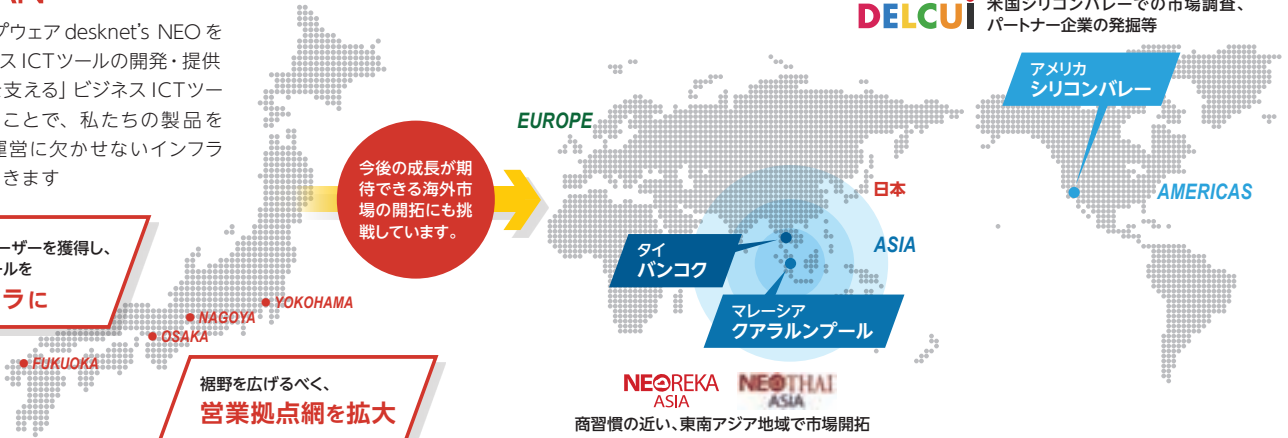 プウェア desknet's NEO を
ス ICTツールの開発・提供
支える」 ビジネス ICTツー
ことで、私たちの製品を
運営に欠かせないインフラ
きます
ーザーを獲得し、
ールを
ラに
YOKOHAMA
NAGOYA
OSAKA
FUKUOKA
裾野を広げるべく、
営業拠点網を拡大
今後の成長が期
待できる海外市
場の開拓にも挑
戦しています。
DELCUi
米国シリコンバレーでの市場調査、
パートナー企業の発掘等
アメリカ
シリコンバレー
EUROPE
日本
AMERICAS
ASIA
タイ
バンコク
マレーシア
クアラルンプール
NEOREKA
ASIA
NEOTHAI
ASIA
商習慣の近い、東南アジア地域で市場開拓